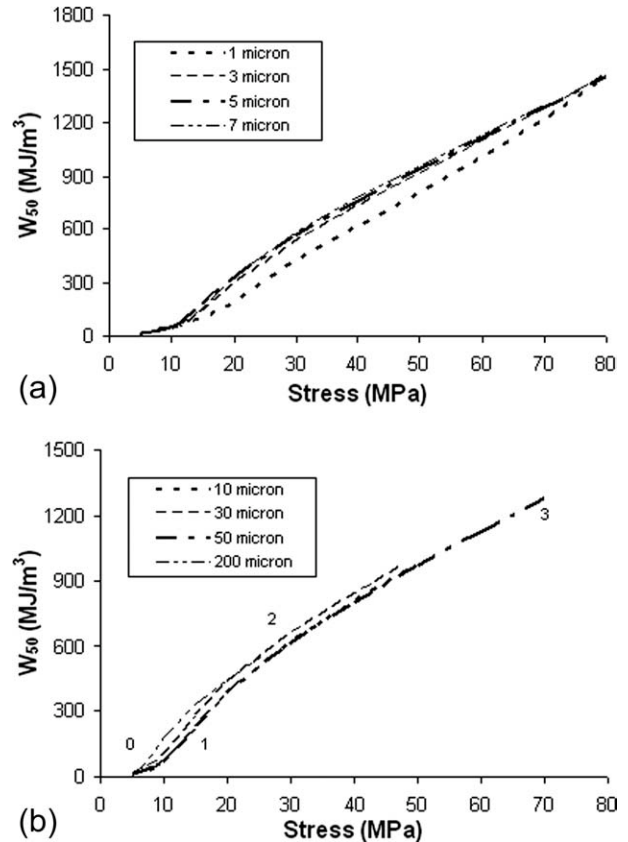 1800
1500
1200
900
600
300
0
W50 (MJ/m³)
1 micron
3 micron
5 micron
7 micron
0 10 20 30 40 50 60 70 80
Stress (MPa)
(a)
1500
1200
900
600
300
0
W50 (MJ/m³)
10 micron
30 micron
50 micron
200 micron
0
1
2
3
0 10 20 30 40 50 60 70 80
Stress (MPa)
(b)